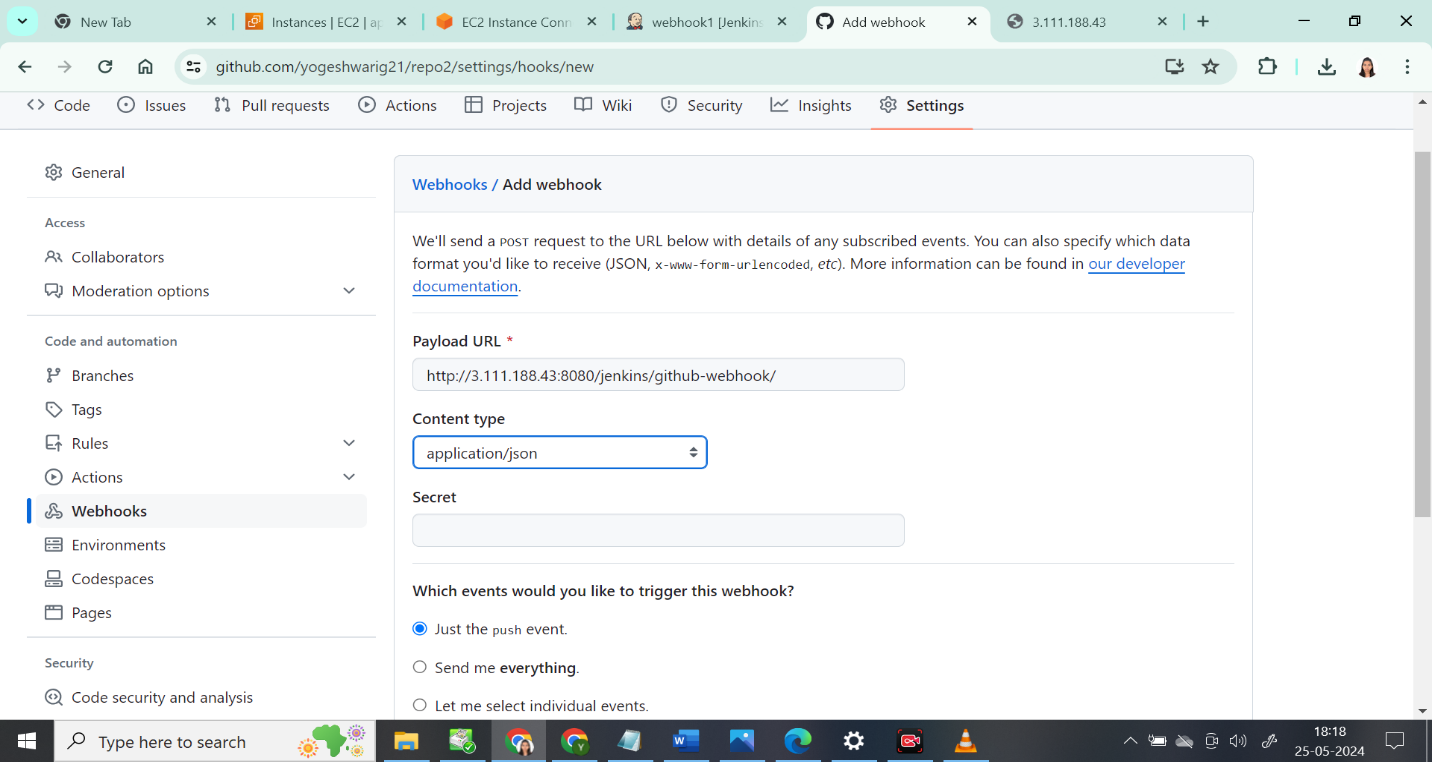 New Tab
Instances | EC2 | ap
EC2 Instance Conn
webhook1 [Jenkins
Add webhook
3.111.188.43
github.com/yogeshwarig21/repo2/settings/hooks/new
Code
Issues
Pull requests
Actions
Projects
Wiki
Security
Insights
Settings
General
Access
Collaborators
Moderation options
Code and automation
Branches
Tags
Rules
Actions
Webhooks
Environments
Codespaces
Pages
Security
Code security and analysis
Webhooks / Add webhook
We'll send a POST request to the URL below with details of any subscribed events. You can also specify which data
format you'd like to receive (JSON, x-www-form-urlencoded, etc). More information can be found in our developer
documentation.
Payload URL *
http://3.111.188.43:8080/jenkins/github-webhook/
Content type
application/json
Secret
Which events would you like to trigger this webhook?
Just the push event.
Send me everything.
Let me select individual events.
Type here to search
18:18
25-05-2024